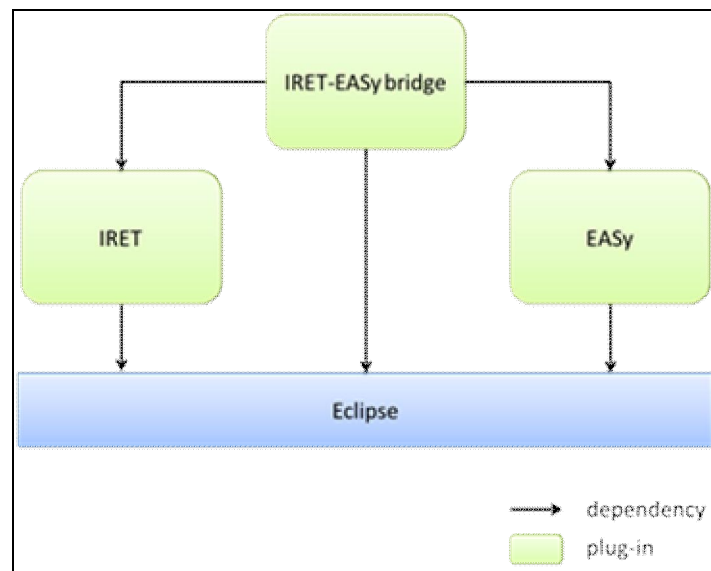 IRET-EASy bridge
IRET
EASy
Eclipse
dependency
plug-in